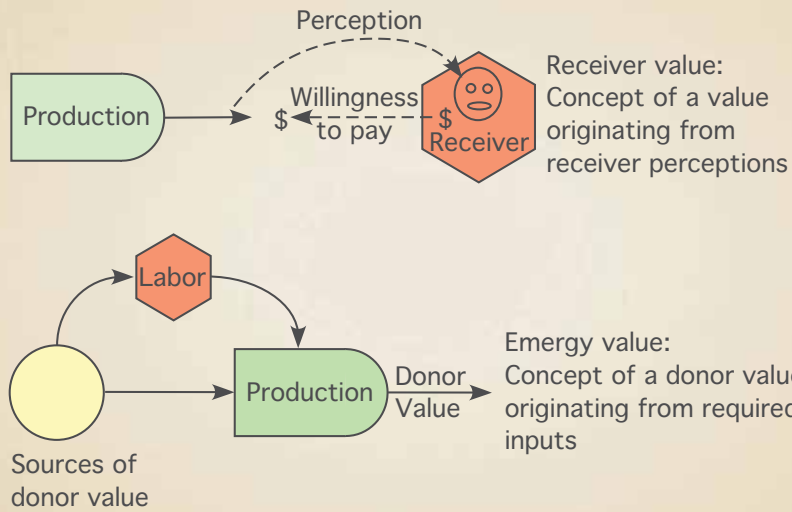 Perception
Production
Willingness
$
$
to pay
Receiver
Receiver value:
Concept of a value
originating from
receiver perceptions
Labor
Production
Donor
Value
Emergy value:
Concept of a donor valu
originating from required
inputs
Sources of
donor value